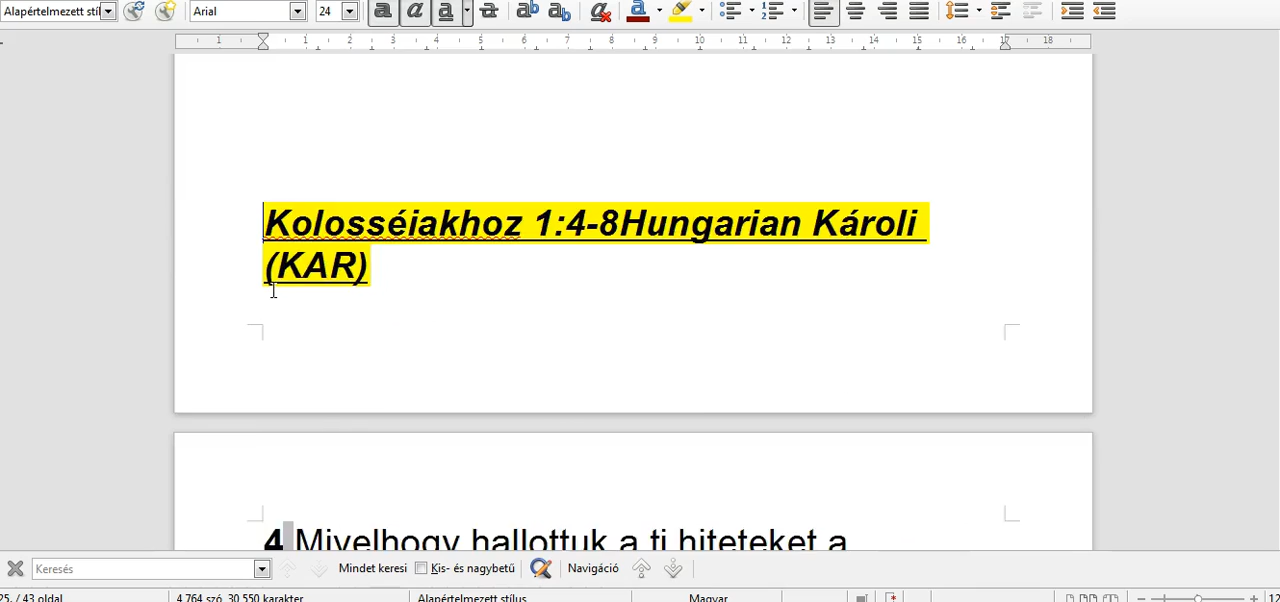 Alapértelmezett stíl Arial 24
1 1 2 3 4 5 6 7 8 9 10 11 12 13 14 15 16 17 18
Kolosséiakhoz 1:4-8Hungarian Károli
(KAR)
4 Mivelhogy hallottuk a ti hiteteket a
Keresés Mindet keresi Kis- és nagybetű Navigáció
25. / 43 oldal 4 764 szó, 30 550 karakter Alapértelmezett stílus Magyar